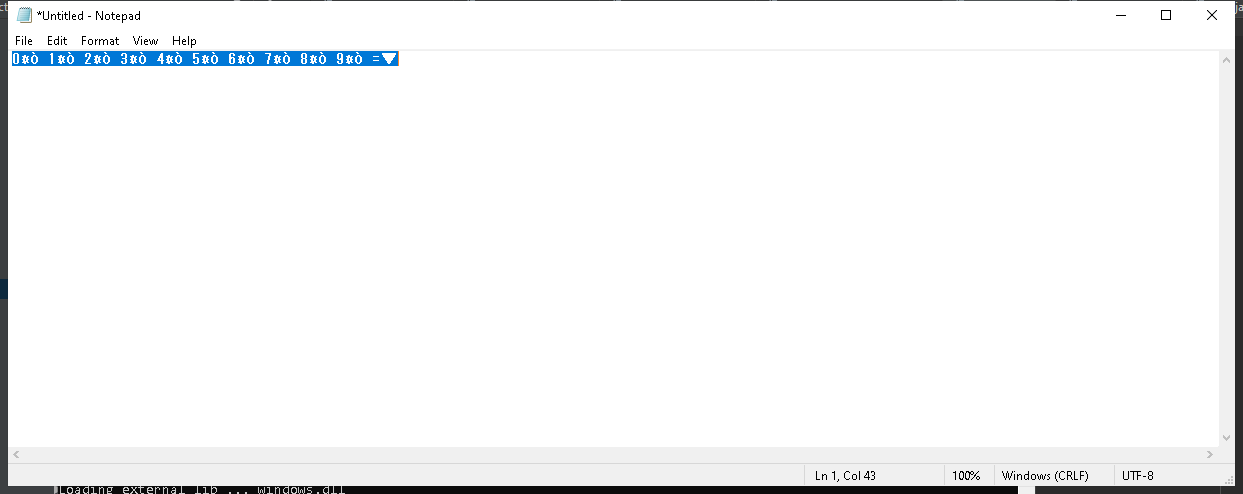 *Untitled - Notepad
File Edit Format View Help
0¤ò 1¤ò 2¤ò 3¤ò 4¤ò 5¤ò 6¤ò 7¤ò 8¤ò 9¤ò =▼
Ln 1, Col 43 100% Windows (CRLF) UTF-8
Loading external lib ... windows.dll